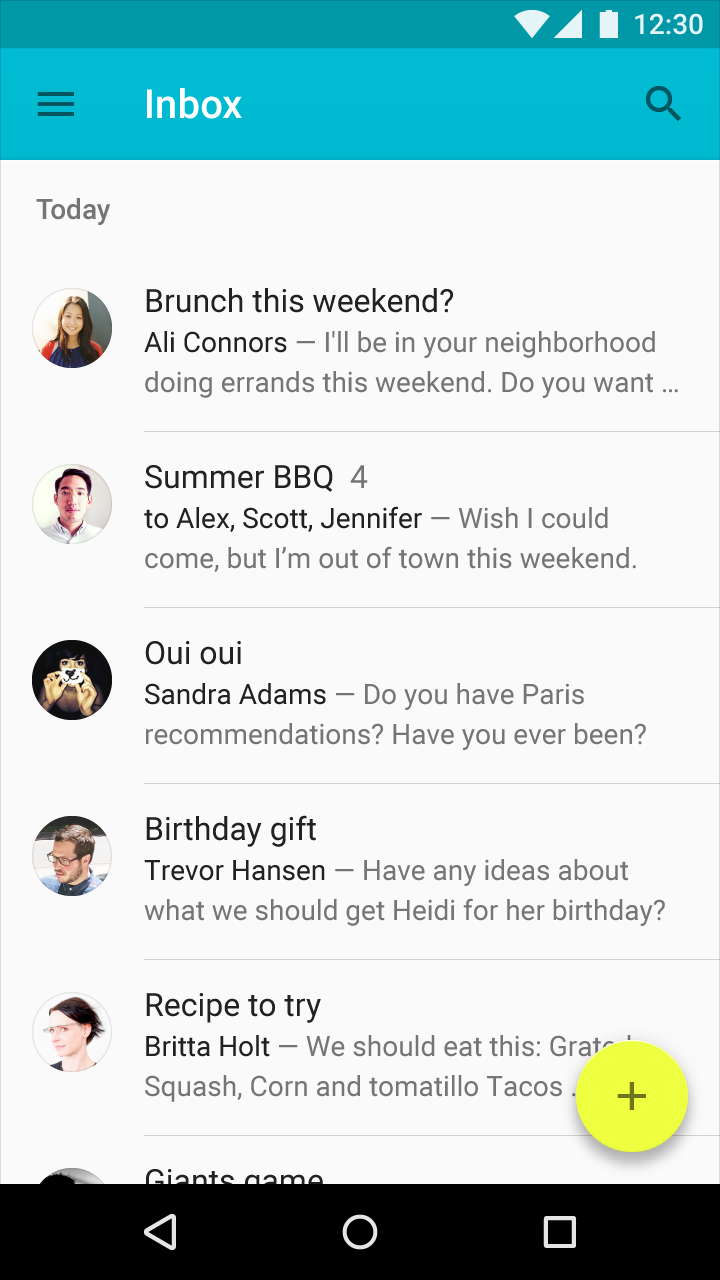 12:30
Inbox
Today
Brunch this weekend?
Ali Connors — I'll be in your neighborhood
doing errands this weekend. Do you want …
Summer BBQ 4
to Alex, Scott, Jennifer — Wish I could
come, but I’m out of town this weekend.
Oui oui
Sandra Adams — Do you have Paris
recommendations? Have you ever been?
Birthday gift
Trevor Hansen — Have any ideas about
what we should get Heidi for her birthday?
Recipe to try
Britta Holt — We should eat this:
Squash, Corn and tomatillo Tacos
Giants game